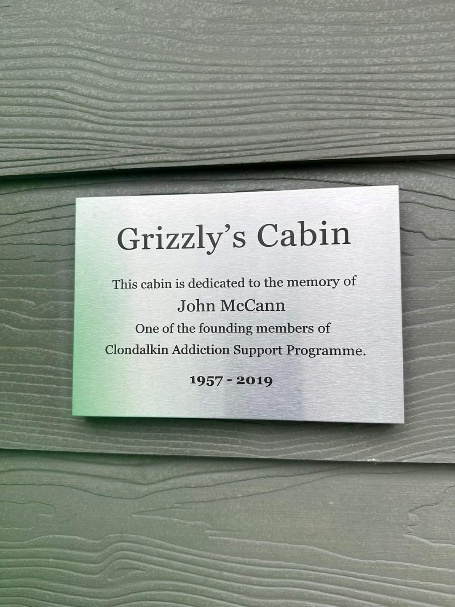 Grizzly's Cabin
This cabin is dedicated to the memory of
John McCann
One of the founding members of
Clondalkin Addiction Support Programme.
1957 - 2019